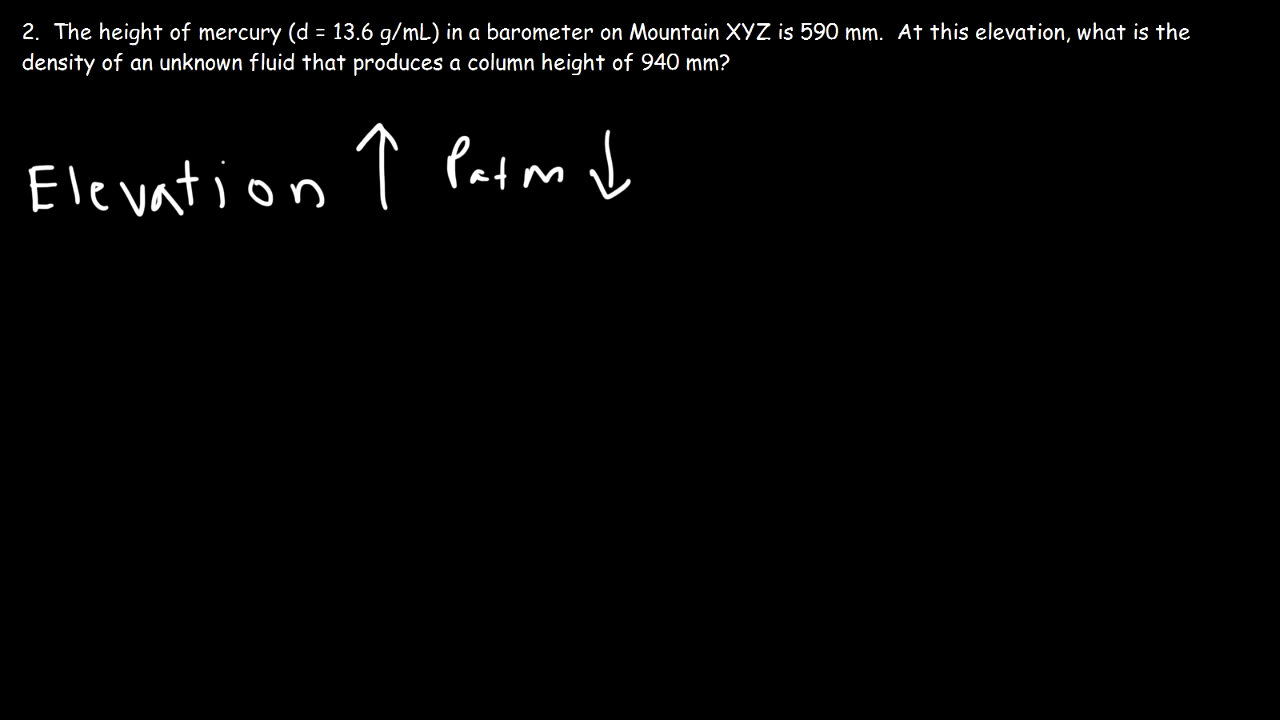 2. The height of mercury (d = 13.6 g/mL) in a barometer on Mountain XYZ is 590 mm. At this elevation, what is the
density of an unknown fluid that produces a column height of 940 mm?
Elevation ↑ Patm ↓